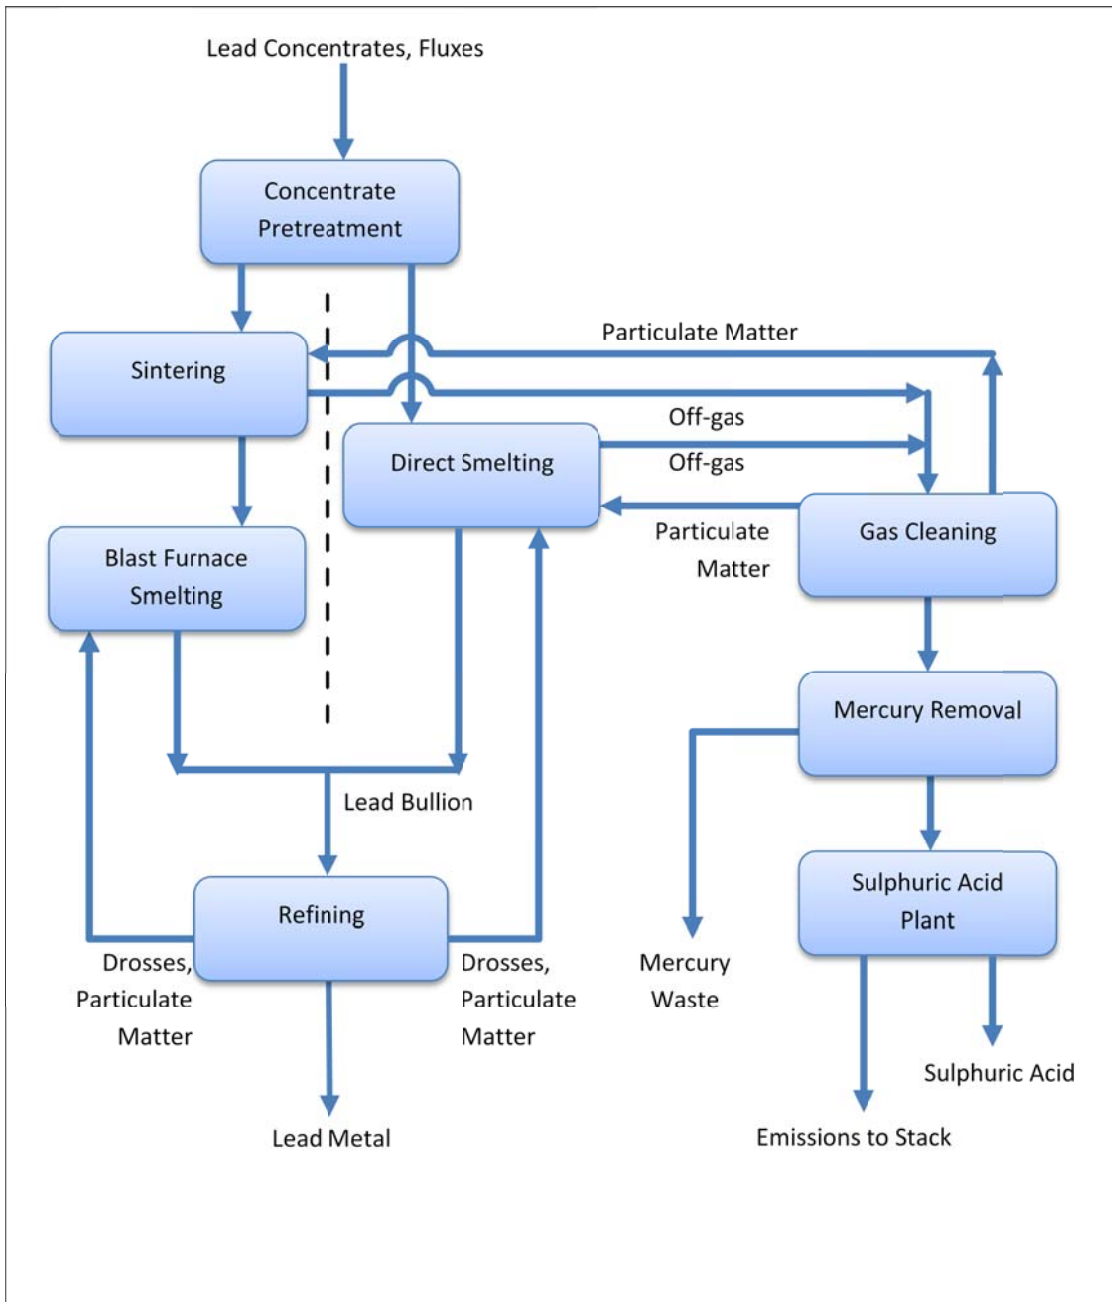 Lead Concentrates, Fluxes
Concentrate
Pretreatment
Particulate Matter
Sintering
Off-gas
Direct Smelting
Off-gas
Particulate
Matter
Gas Cleaning
Blast Furnace
Smelting
Mercury Removal
Lead Bullion
Refining
Sulphuric Acid
Plant
Drosses,
Particulate
Matter
Drosses,
Particulate
Matter
Mercury
Waste
Sulphuric Acid
Lead Metal
Emissions to Stack